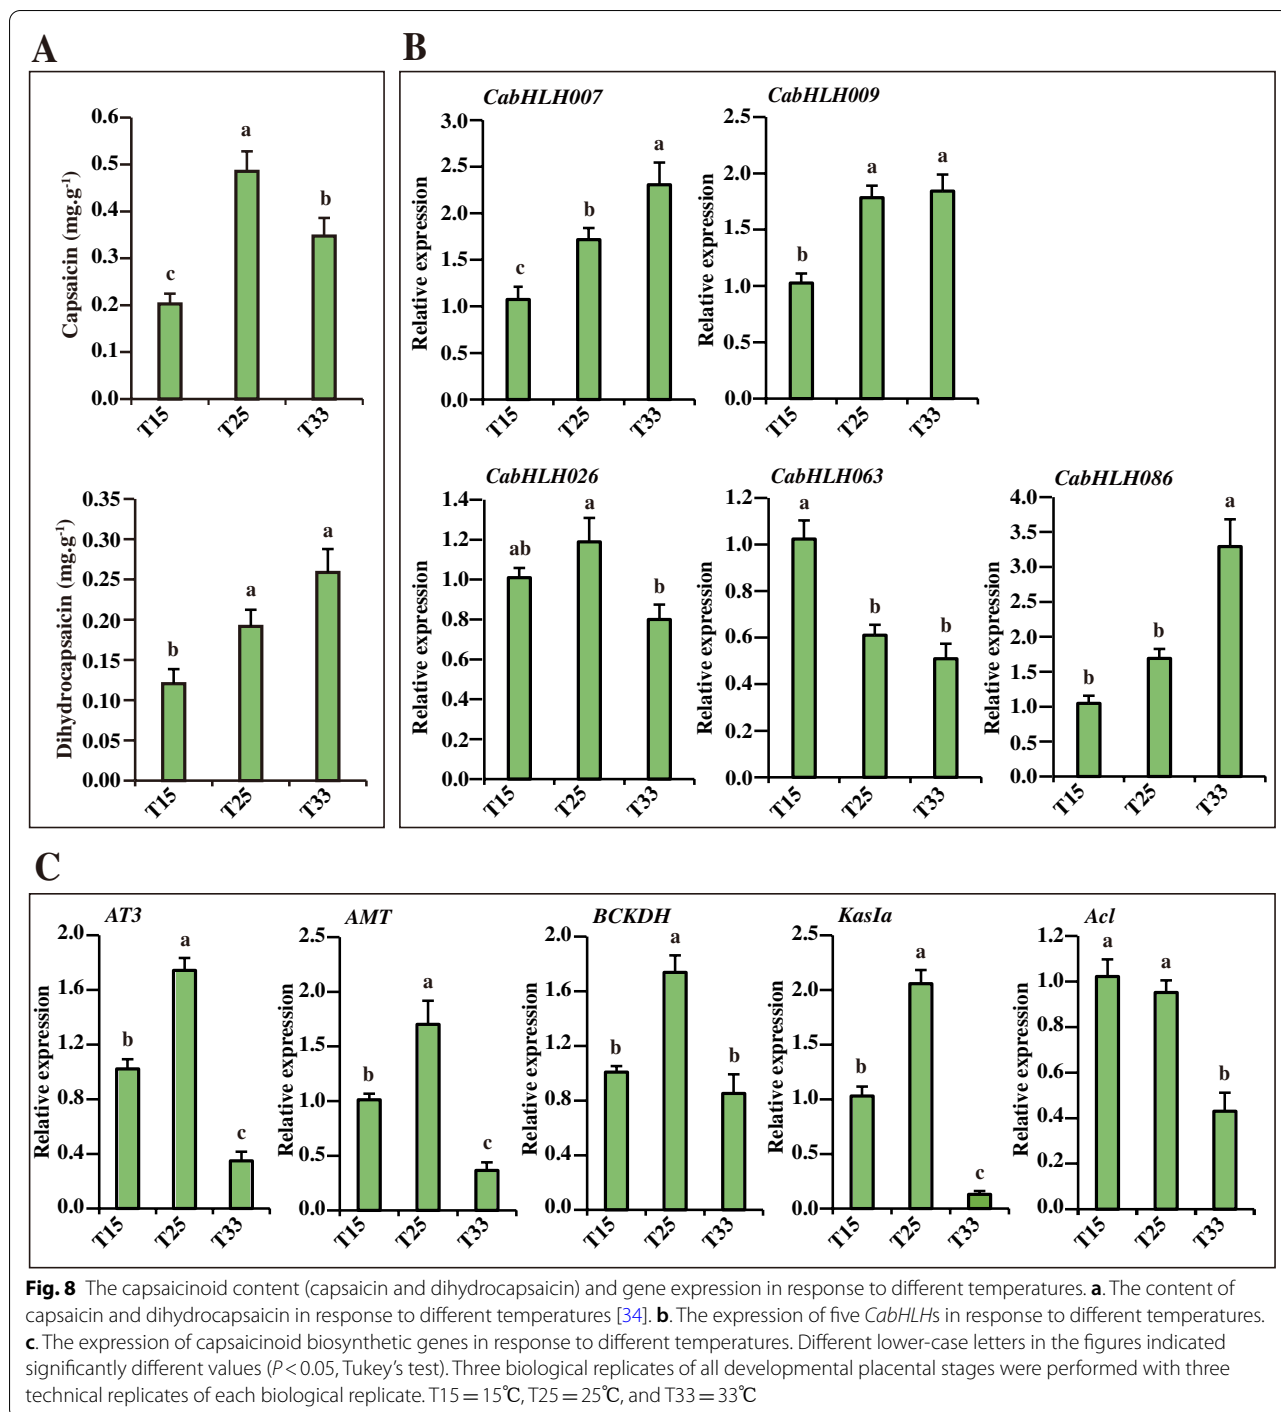 A
B
0.6
0.5
0.4
0.3
0.2
0.1
0.0
Capsaicin (mg.g-1)
c
a
b
T15
T25
T33
0.35
0.30
0.25
0.20
0.15
0.10
0.05
0.00
Dihydrocapsaicin (mg.g-1)
b
a
a
T15
T25
T33
CabHLH007
3.0
2.5
2.0
1.5
1.0
0.5
0.0
Relative expression
c
b
a
T15
T25
T33
CabHLH009
2.5
2.0
1.5
1.0
0.5
0.0
Relative expression
b
a
a
T15
T25
T33
CabHLH026
1.4
1.2
1.0
0.8
0.6
0.4
0.2
0.0
Relative expression
ab
a
b
T15
T25
T33
CabHLH063
1.2
1.0
0.8
0.6
0.4
0.2
0.0
Relative expression
a
b
b
T15
T25
T33
CabHLH086
4.0
3.5
3.0
2.5
2.0
1.5
1.0
0.5
0.0
Relative expression
b
b
a
T15
T25
T33
C
AT3
2.0
1.6
1.2
0.8
0.4
0.0
Relative expression
b
a
c
T15
T25
T33
AMT
2.5
2.0
1.5
1.0
0.5
0.0
Relative expression
b
a
c
T15
T25
T33
BCKDH
2.0
1.6
1.2
0.8
0.4
0.0
Relative expression
b
a
b
T15
T25
T33
KasIa
2.5
2.0
1.5
1.0
0.5
0.0
Relative expression
b
a
c
T15
T25
T33
Acl
1.2
1.0
0.8
0.6
0.4
0.2
0.0
Relative expression
a
a
b
T15
T25
T33
Fig. 8 The capsaicinoid content (capsaicin and dihydrocapsaicin) and gene expression in response to different temperatures. a. The content of
capsaicin and dihydrocapsaicin in response to different temperatures [34]. b. The expression of five CabHLHs in response to different temperatures.
c. The expression of capsaicinoid biosynthetic genes in response to different temperatures. Different lower-case letters in the figures indicated
significantly different values (P < 0.05, Tukey's test). Three biological replicates of all developmental placental stages were performed with three
technical replicates of each biological replicate. T15 = 15℃, T25 = 25℃, and T33 = 33℃